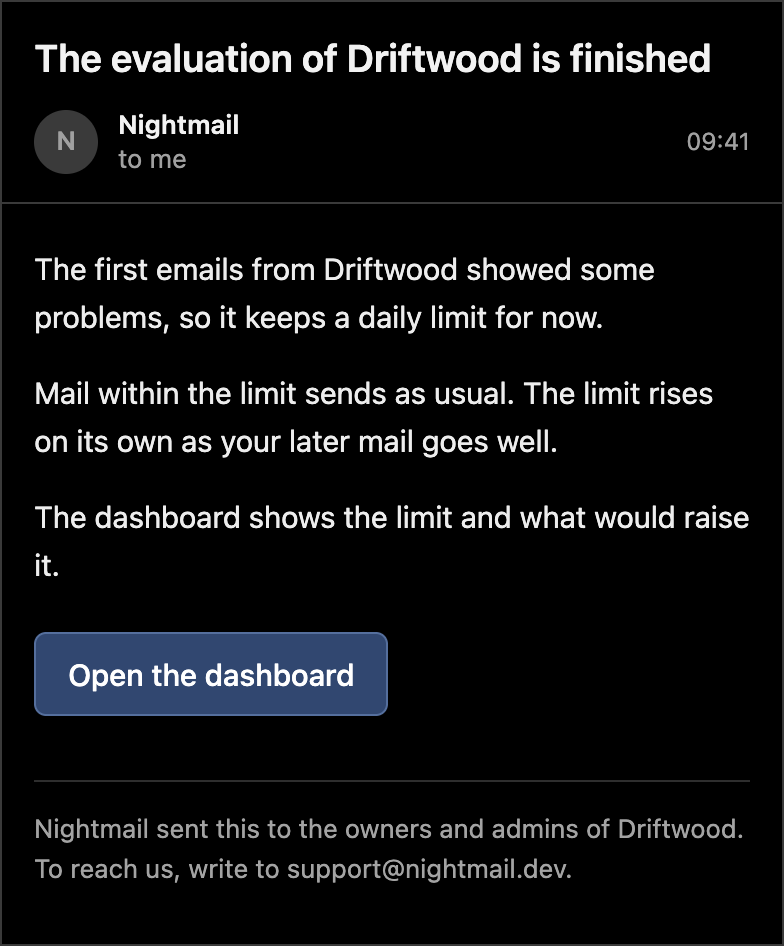 The evaluation of Driftwood is finished
N
Nightmail
to me
09:41
The first emails from Driftwood showed some
problems, so it keeps a daily limit for now.
Mail within the limit sends as usual. The limit rises
on its own as your later mail goes well.
The dashboard shows the limit and what would raise
it.
Open the dashboard
Nightmail sent this to the owners and admins of Driftwood.
To reach us, write to support@nightmail.dev.